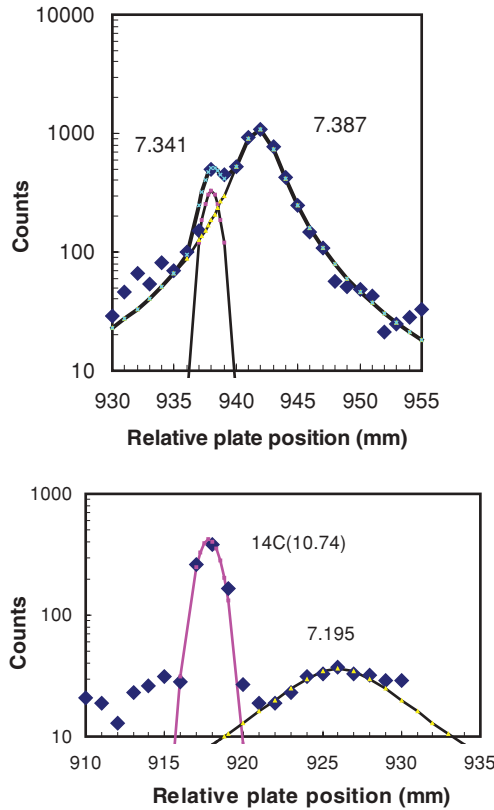 10000
1000
100
10
Counts
7.341
7.387
930 935 940 945 950 955
Relative plate position (mm)
1000
100
10
Counts
14C(10.74)
7.195
910 915 920 925 930 935
Relative plate position (mm)